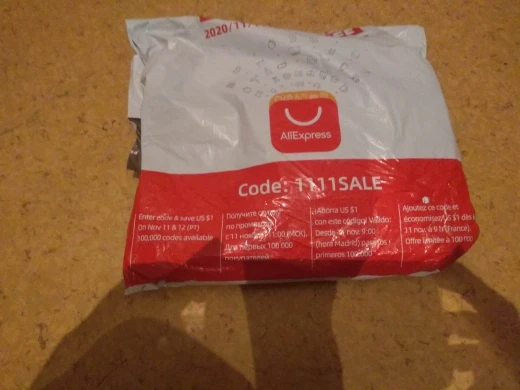 2020/11
AliExpress
Code: 1111SALE
Enter code & save US $1
On Nov 11 & 12 (PT)
100,000 codes available
Получите
по про
с 11 ноя 11:00 (МСК).
Для первых 100 000
покупателей
¡Ahorra US $1
con este código! Válido:
Desde 11 nov. 9:00
(hora Madrid) para los
primeros 100.000
Ajoutez ce code et
économisez US $1 dès
11 nov. à 9 h (France).
Offre limitée à 100 000